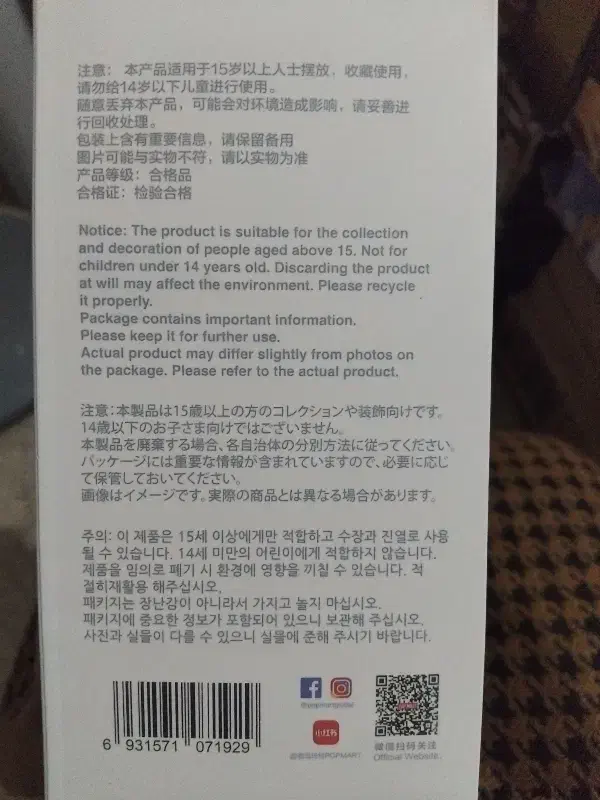 注意： 本产品适用于15岁以上人士摆放，收藏使用，
请勿给14岁以下儿童进行使用。
随意丢弃本产品，可能会对环境造成影响，请妥善进
行回收处理。
包装上含有重要信息，请保留备用
图片可能与实物不符，请以实物为准
产品等级：合格品
合格证：检验合格
Notice: The product is suitable for the collection
and decoration of people aged above 15. Not for
children under 14 years old. Discarding the product
at will may affect the environment. Please recycle
it properly.
Package contains important information.
Please keep it for further use.
Actual product may differ slightly from photos on
the package. Please refer to the actual product.
注意：本製品は15歳以上の方のコレクションや装飾向けです。
14歳以下のお子さま向けではございません。
本製品を廃棄する場合、各自治体の分別方法に従ってください。
パッケージには重要な情報が含まれていますので、必要に応じ
て保管しておいてください。
画像はイメージです。実際の商品とは異なる場合があります。
주의: 이 제품은 15세 이상에게만 적합하고 수장과 진열로 사용
될 수 있습니다. 14세 미만의 어린이에게 적합하지 않습니다.
제품을 임의로 폐기 시 환경에 영향을 끼칠 수 있습니다. 적
절히재활용 해주십시오.
패키지는 장난감이 아니라서 가지고 놀지 마십시오.
패키지에 중요한 정보가 포함되어 있으니 보관해 주십시오.
사진과 실물이 다를 수 있으니 실물에 준해 주시기 바랍니다.
6 931571 071929
@popmartglobal
小红书
POPMART
微信扫码关注
Official Website.